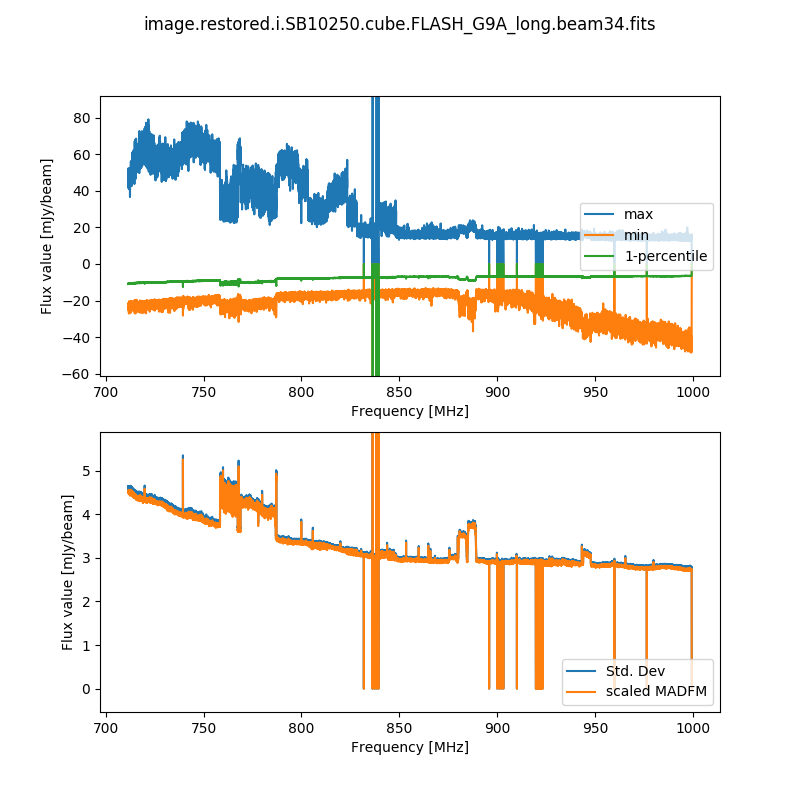 image.restored.i.SB10250.cube.FLASH_G9A_long.beam34.fits
80
60
40
20
0
−20
−40
−60
Flux value [mJy/beam]
max
min
1-percentile
700 750 800 850 900 950 1000
Frequency [MHz]
5
4
3
2
1
0
Flux value [mJy/beam]
Std. Dev
scaled MADFM
700 750 800 850 900 950 1000
Frequency [MHz]